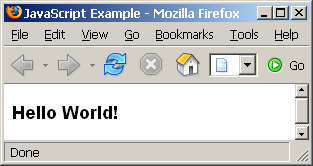 JavaScript Example - Mozilla Firefox
File Edit View Go Bookmarks Tools Help
Go
Hello World!
Done